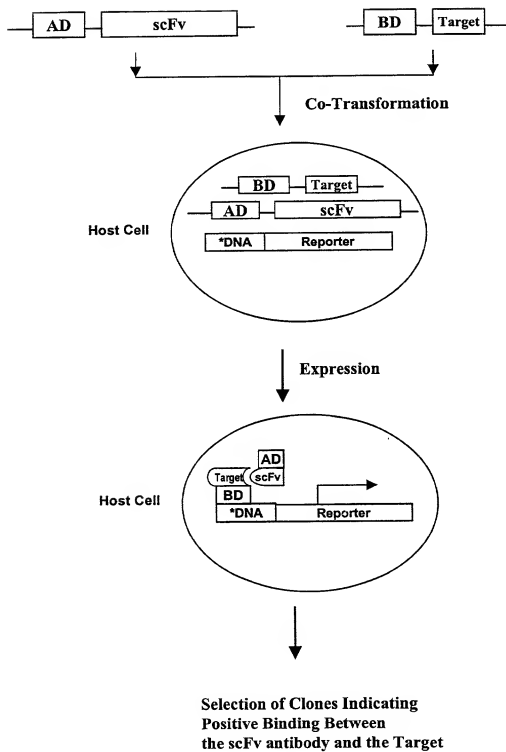 AD scFv BD Target
Co-Transformation
BD Target
AD scFv
Host Cell
*DNA Reporter
Expression
AD
Target scFv
Host Cell
BD
*DNA Reporter
Selection of Clones Indicating
Positive Binding Between
the scFv antibody and the Target